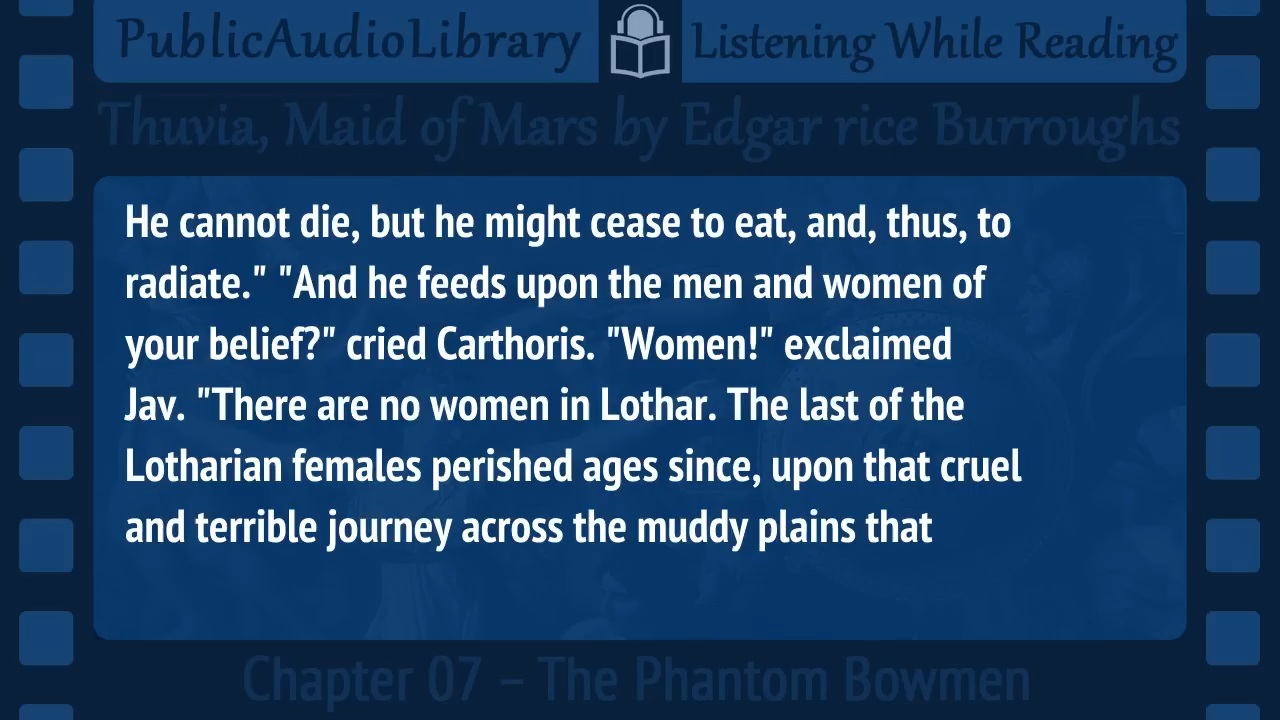 PublicAudioLibrary Listening While Reading
Thuvia, Maid of Mars by Edgar rice Burroughs
He cannot die, but he might cease to eat, and, thus, to
radiate." "And he feeds upon the men and women of
your belief?" cried Carthoris. "Women!" exclaimed
Jav. "There are no women in Lothar. The last of the
Lotharian females perished ages since, upon that cruel
and terrible journey across the muddy plains that
Chapter 07 – The Phantom Bowmen